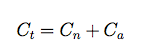 C_t = C_n + C_a